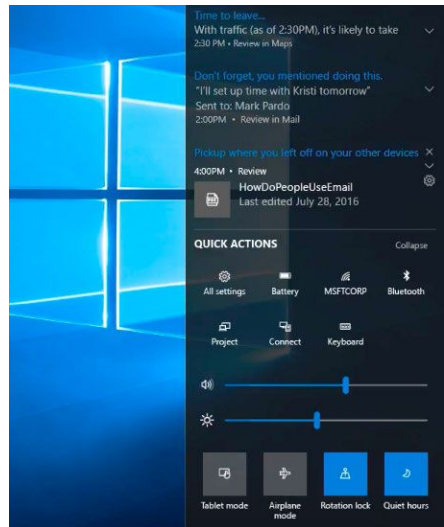 Time to leave...
With traffic (as of 2:30PM), it's likely to take
2:30 PM • Review in Maps
Don't forget, you mentioned doing this.
"I'll set up time with Kristi tomorrow"
Sent to: Mark Pardo
2:00PM • Review in Mail
Pickup where you left off on your other devices
4:00PM • Review
HowDoPeopleUseEmail
Last edited July 28, 2016
QUICK ACTIONS Collapse
All settings Battery MSFTCORP Bluetooth
Project Connect Keyboard
Tablet mode Airplane mode Rotation lock Quiet hours